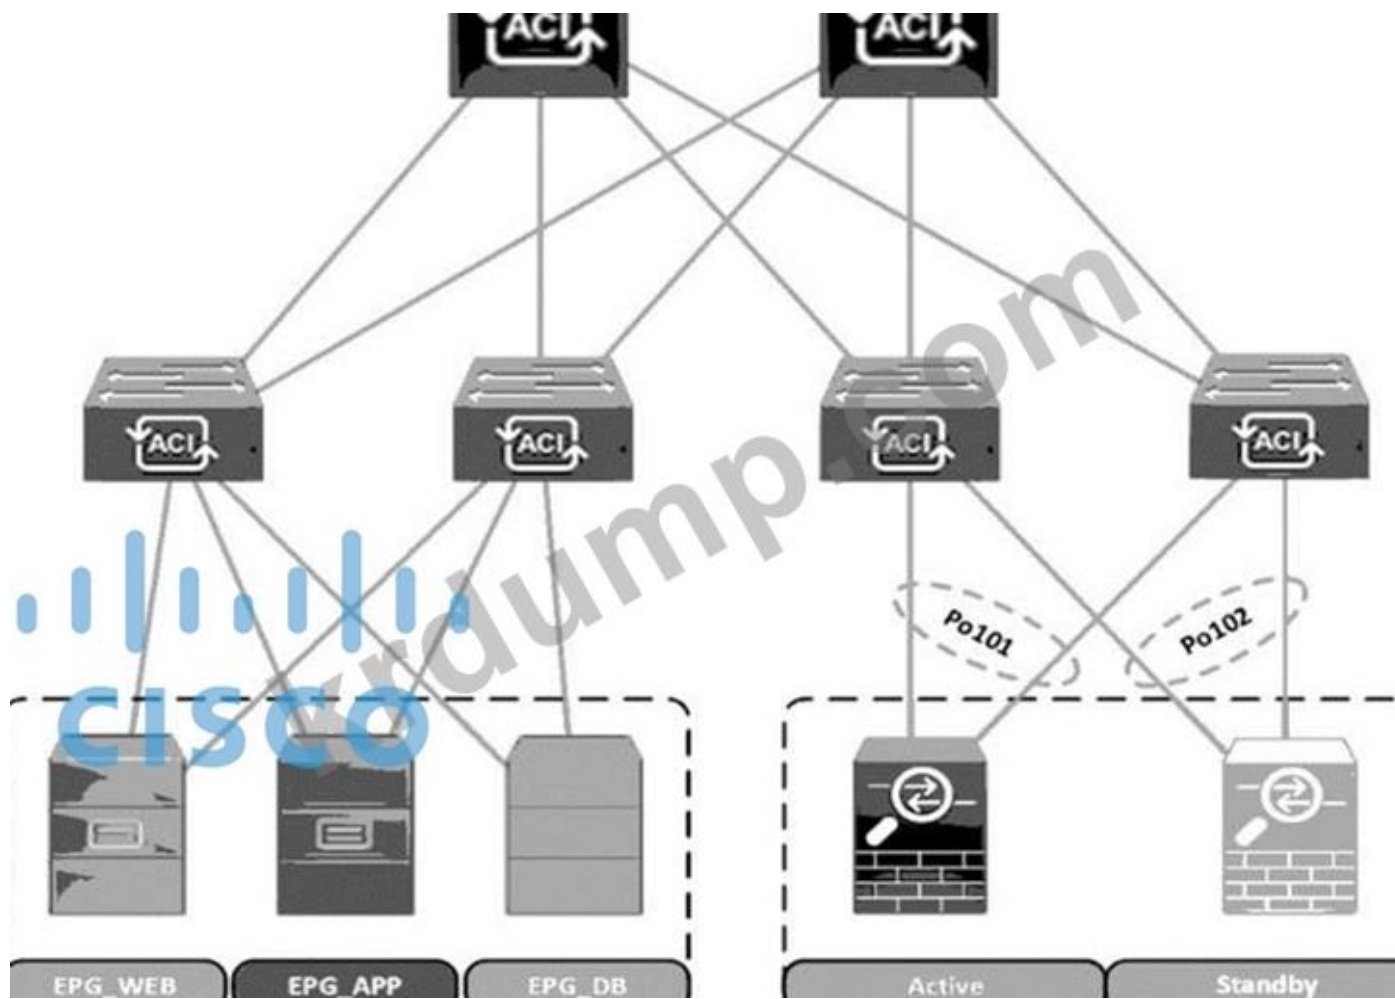 ACI
ACI
ACI
ACI
ACI
ACI
Po101
Po102
CISCO
EPG_WEB
EPG_APP
EPG_DB
Active
Standby